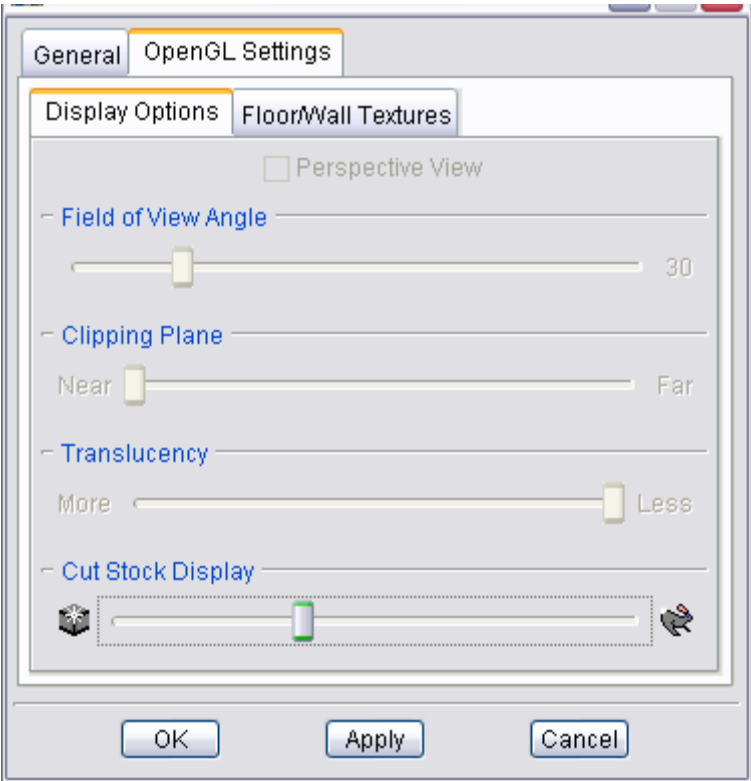 General OpenGL Settings
Display Options Floor/Wall Textures
Perspective View
Field of View Angle
30
Clipping Plane
Near Far
Translucency
More Less
Cut Stock Display
OK Apply Cancel